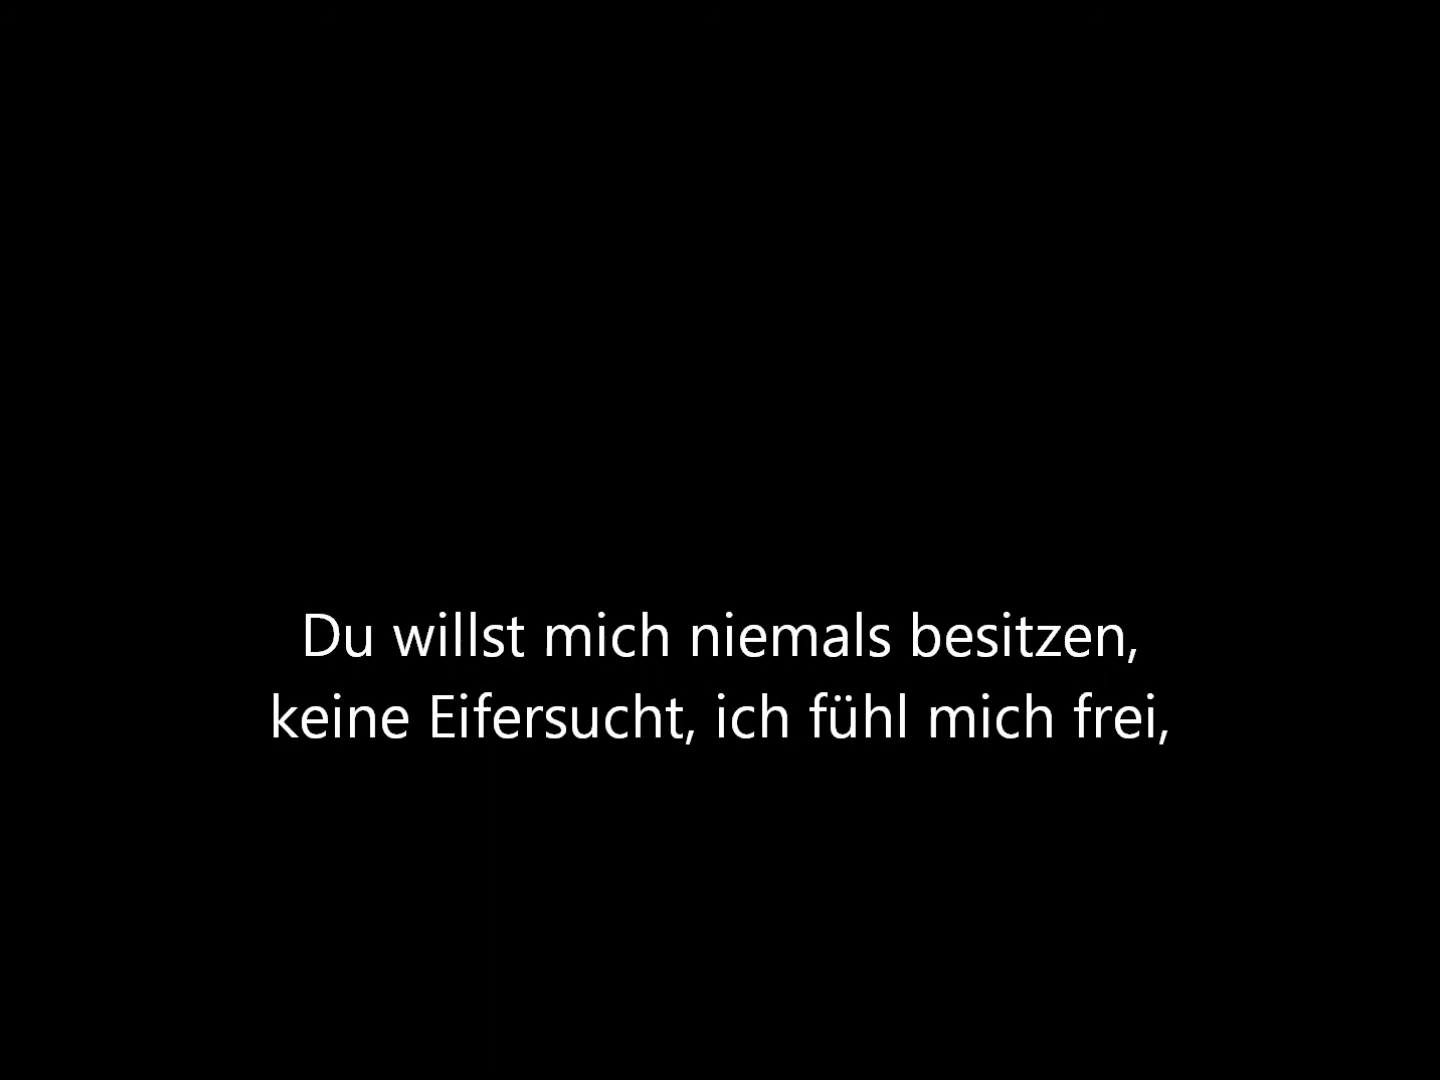 Du willst mich niemals besitzen,
keine Eifersucht, ich fühl mich frei,